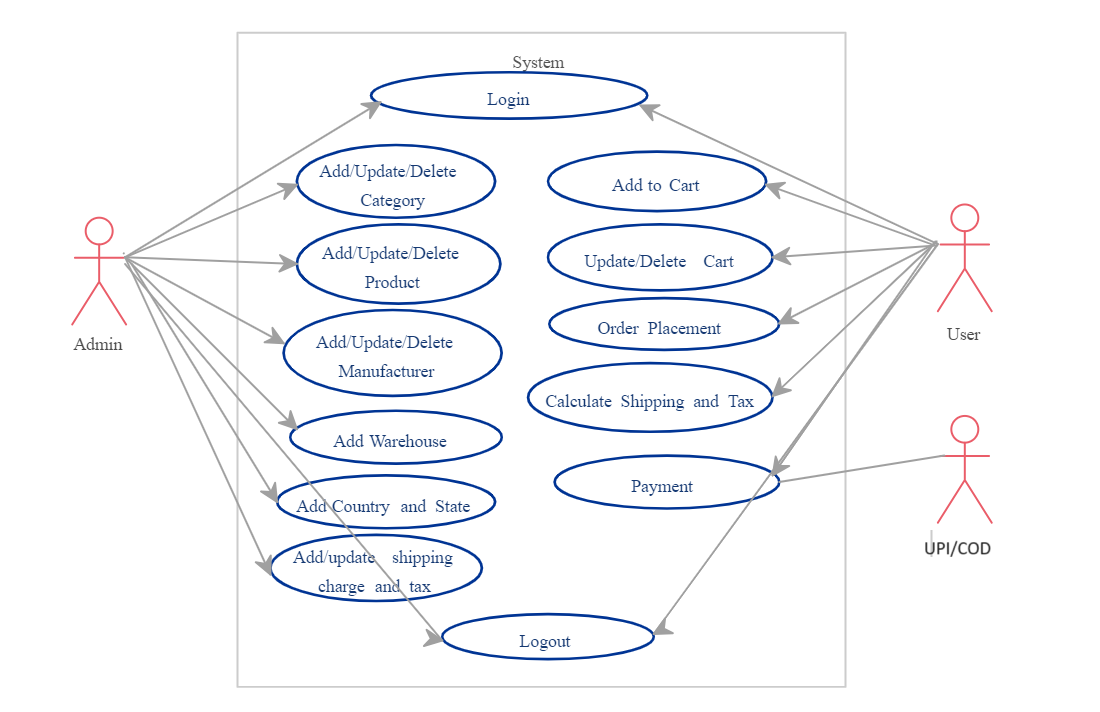 System
Login
Add/Update/Delete
Category
Add to Cart
Add/Update/Delete
Product
Update/Delete Cart
Admin
User
Order Placement
Add/Update/Delete
Manufacturer
Calculate Shipping and Tax
Add Warehouse
Payment
Add Country and State
UPI/COD
Add/update shipping
charge and tax
Logout